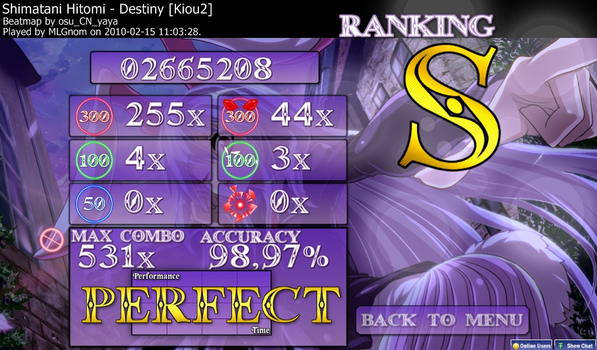 Shimatani Hitomi - Destiny [Kiou2]
Beatmap by osu_CN_yaya
Played by MLGnom on 2010-02-15 11:03:28.
RANKING
S
02665208
300 255x 300 44x
100 4x 100 3x
50 0x 0x
MAX COMBO ACCURACY
531x 98,97%
Performance
PERFECT
Time
BACK TO MENU
Online Users Show Chat